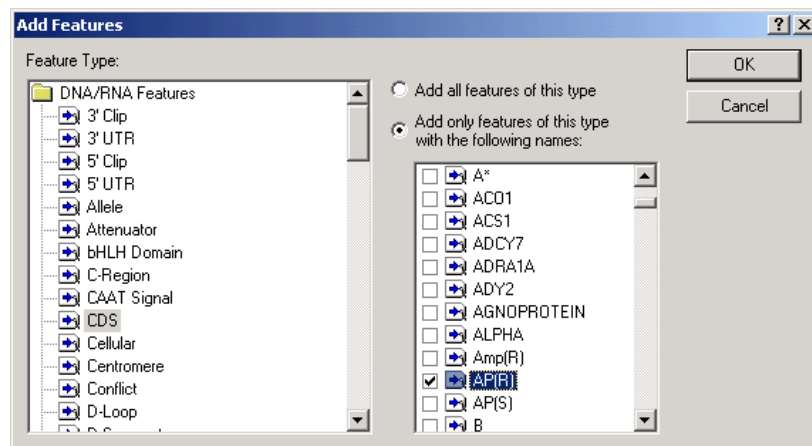 Add Features
Feature Type:
DNA/RNA Features
3' Clip
3' UTR
5' Clip
5' UTR
Allele
Attenuator
bHLH Domain
C-Region
CAAT Signal
CDS
Cellular
Centromere
Conflict
D-Loop
Add all features of this type
Add only features of this type
with the following names:
A*
ACO1
ACS1
ADCY7
ADRA1A
ADY2
AGNOPROTEIN
ALPHA
Amp(R)
AP(R)
AP(S)
B
OK
Cancel